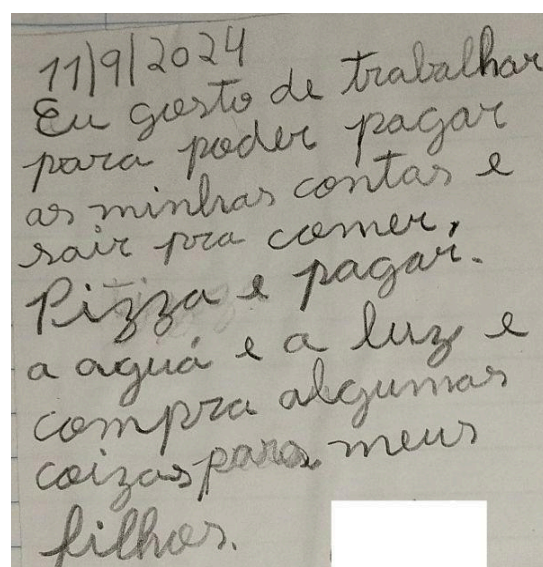 11/9/2024
Eu gosto de trabalhar
para poder pagar
as minhas contas e
sair pra comer,
Pizza e pagar.
a aguá e a luz e
compra algumas
coizas para meus
filhos.